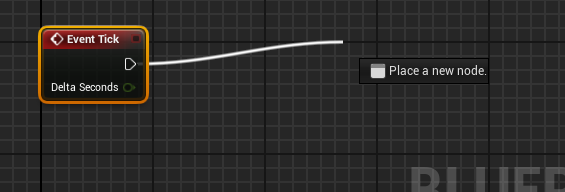 Event Tick
Place a new node.
Delta Seconds